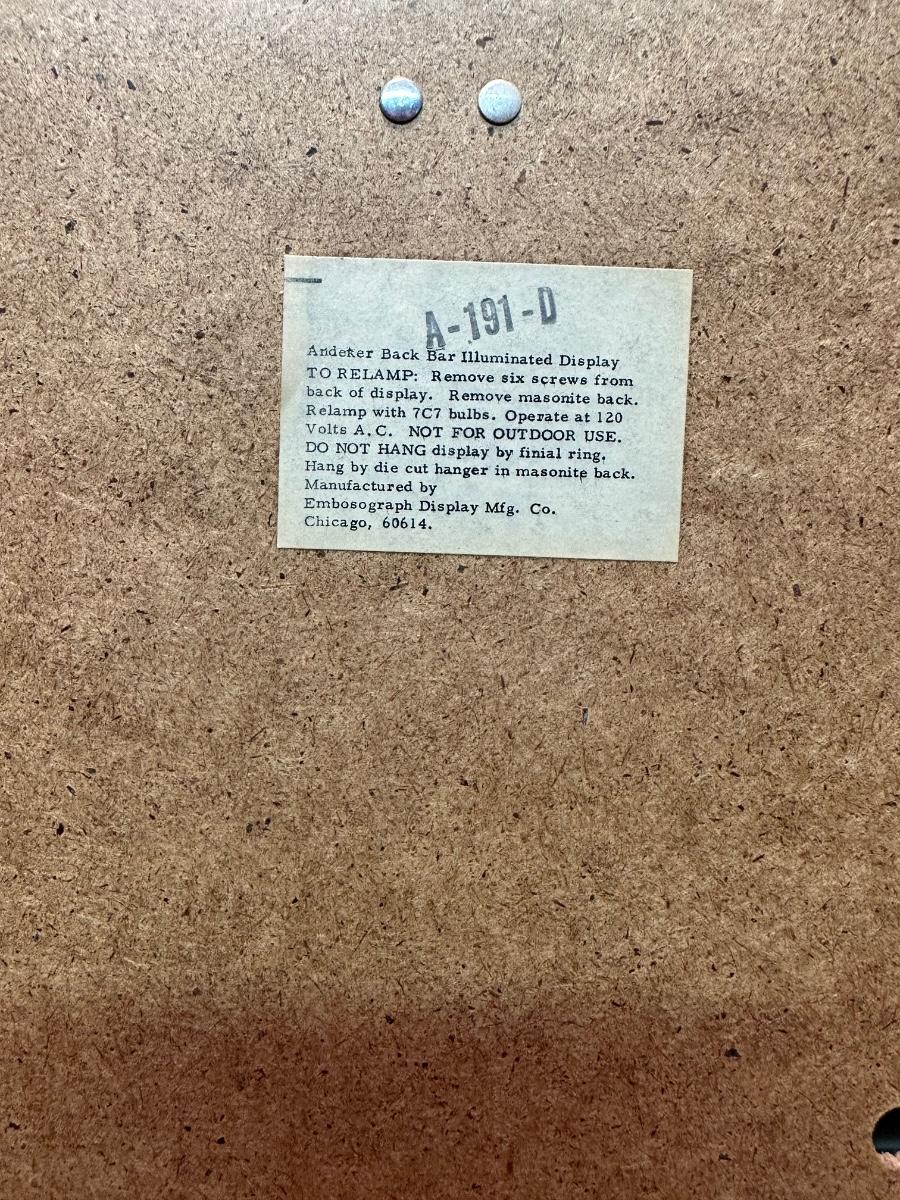 A-191-D
Andeker Back Bar Illuminated Display
TO RELAMP: Remove six screws from
back of display. Remove masonite back.
Relamp with 7C7 bulbs. Operate at 120
Volts A.C. NOT FOR OUTDOOR USE.
DO NOT HANG display by finial ring.
Hang by die cut hanger in masonite back.
Manufactured by
Embosograph Display Mfg. Co.
Chicago, 60614.